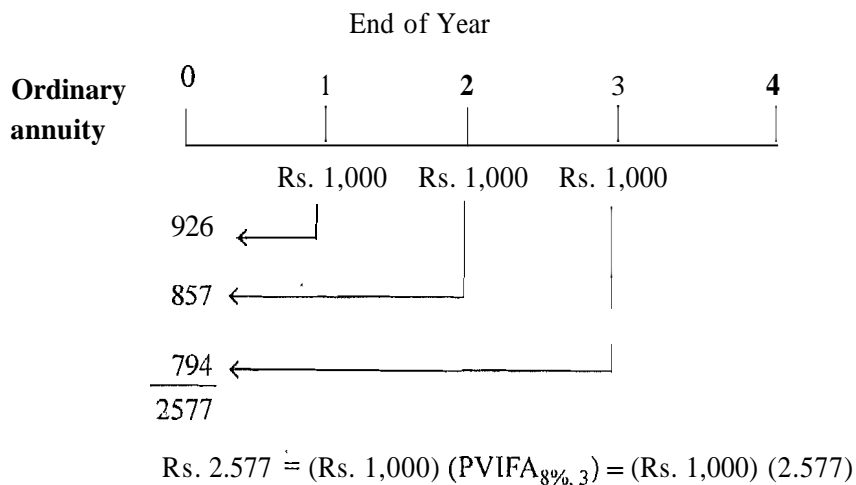 End of Year
Ordinary annuity
0 1 2 3 4
Rs. 1,000 Rs. 1,000 Rs. 1,000
926
857
794
2577
Rs. 2.577 = (Rs. 1,000) (PVIFA8%, 3) = (Rs. 1,000) (2.577)